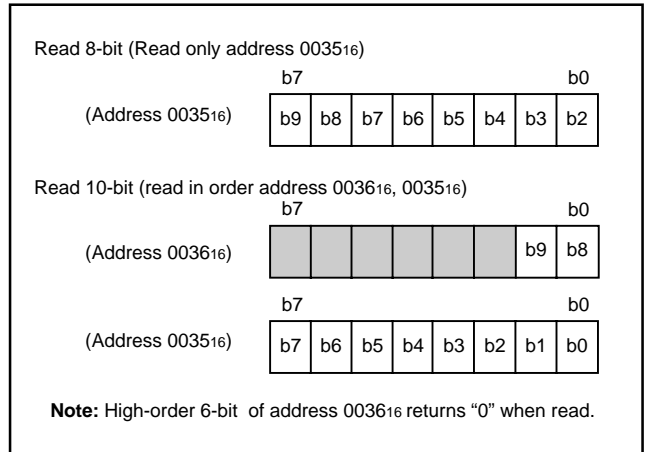 Read 8-bit (Read only address 0035₁₆)
b7 b0
(Address 0035₁₆) b9 b8 b7 b6 b5 b4 b3 b2
Read 10-bit (read in order address 0036₁₆, 0035₁₆)
b7 b0
(Address 0036₁₆) b9 b8
b7 b0
(Address 0035₁₆) b7 b6 b5 b4 b3 b2 b1 b0
Note: High-order 6-bit of address 0036₁₆ returns “0” when read.